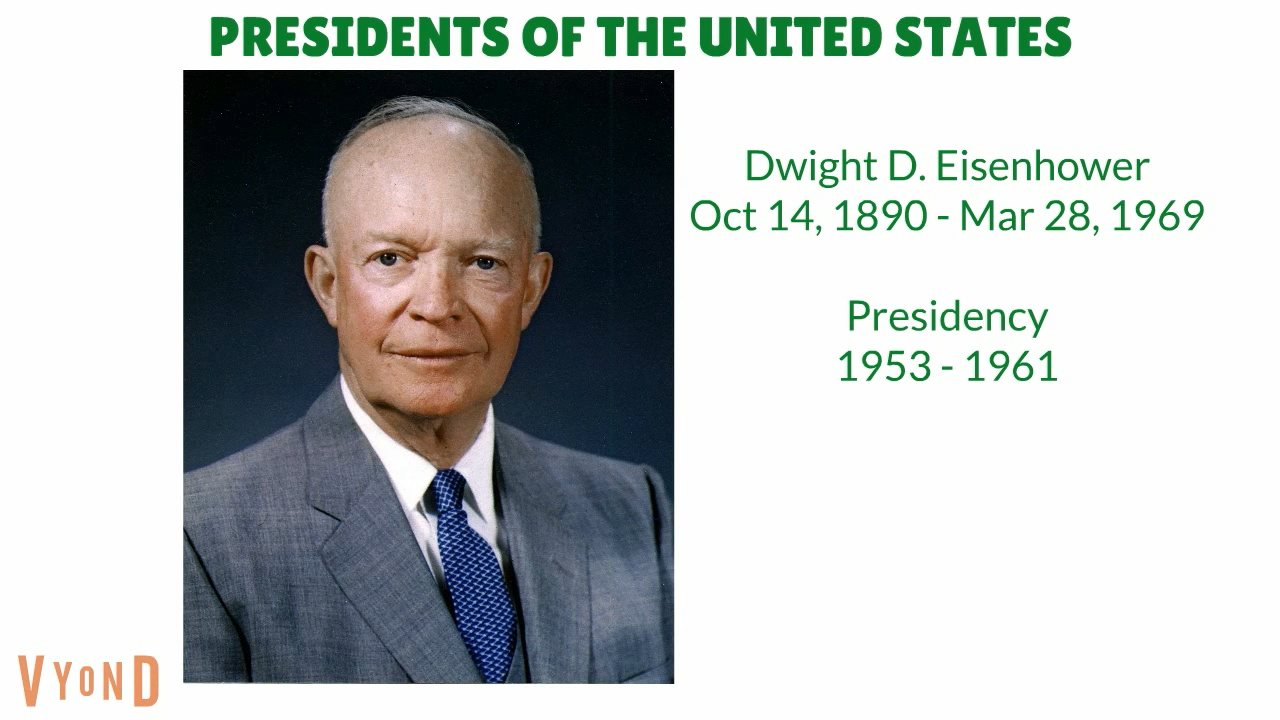 PRESIDENTS OF THE UNITED STATES
Dwight D. Eisenhower
Oct 14, 1890 - Mar 28, 1969
Presidency
1953 - 1961
VYOND